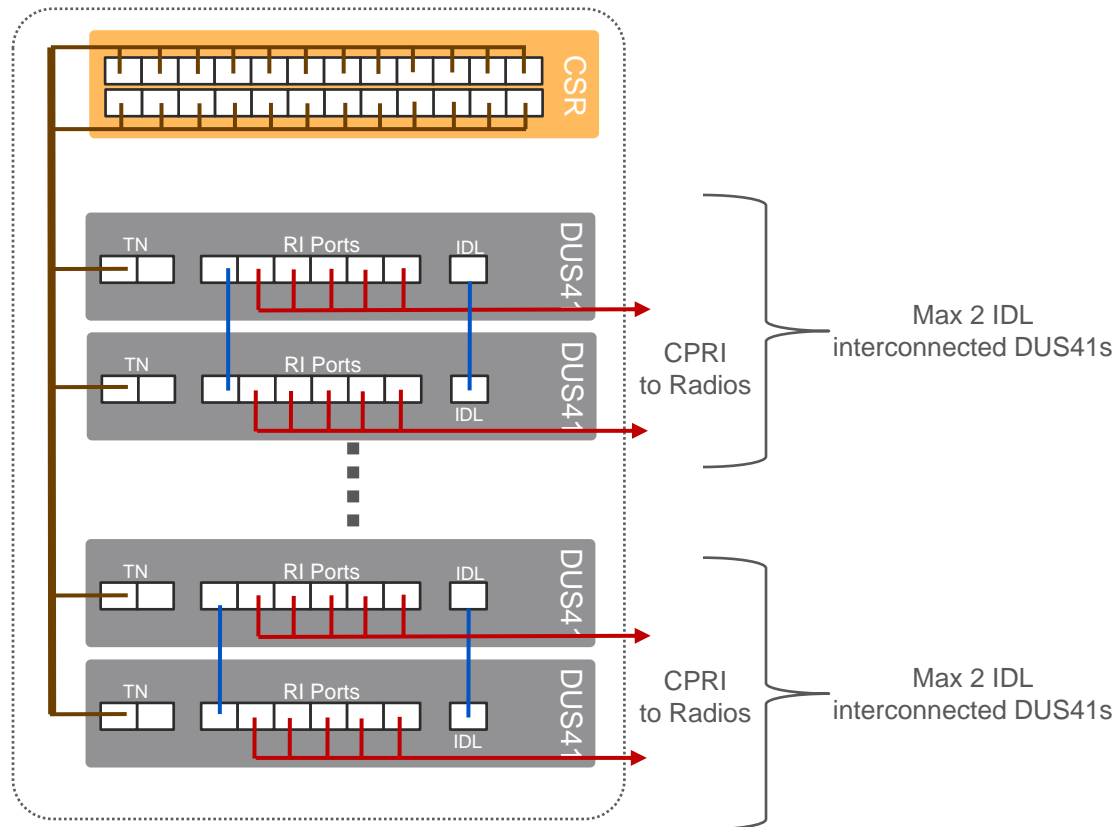 CSR
TN
RI Ports
IDL
DUS41
TN
RI Ports
IDL
DUS41
CPRI
to Radios
Max 2 IDL
interconnected DUS41s
TN
RI Ports
IDL
DUS41
TN
RI Ports
IDL
DUS41
CPRI
to Radios
Max 2 IDL
interconnected DUS41s